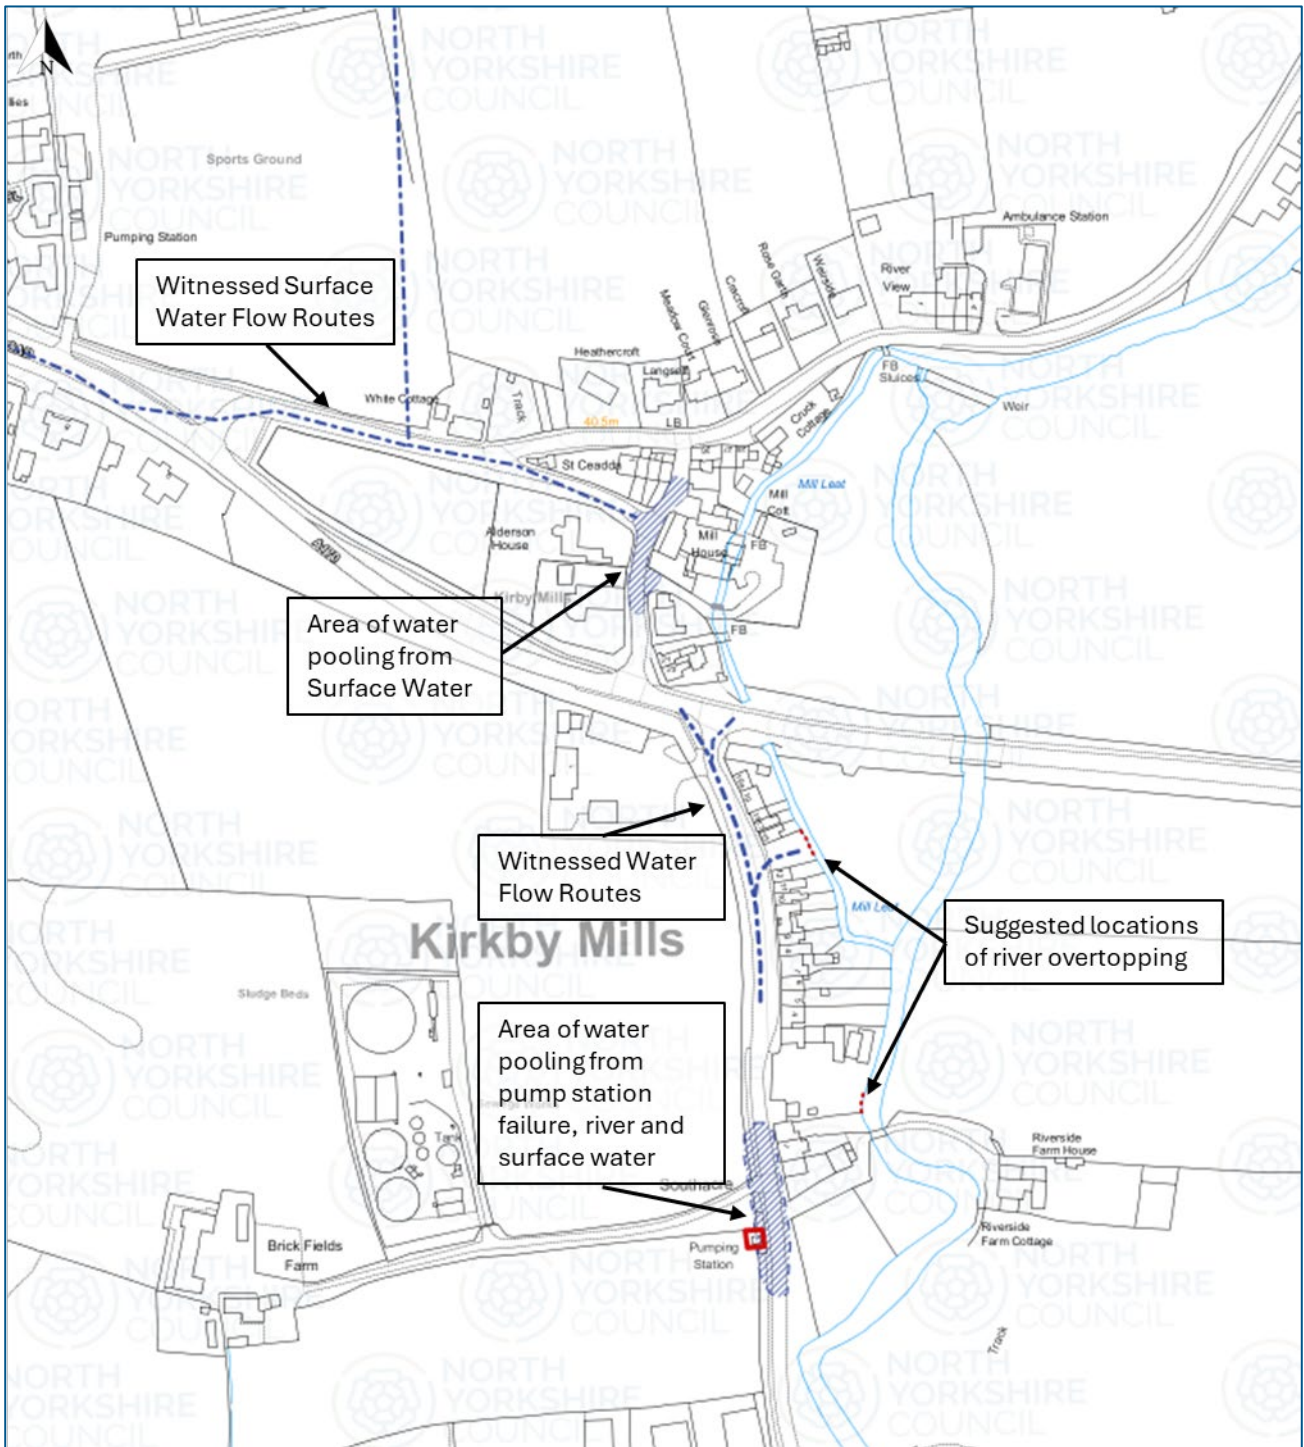 N
Sports Ground
Pumping Station
Ambulance Station
Witnessed Surface
Water Flow Routes
River
View
Weirside
Rose Garth
Coxcroft
Glenrose
Meadow Court
Heathercroft
Langsett
White Cottage
Track
40.5m
LB
FB
Sluices
Weir
Cruck
Cottage
St Ceadda
Mill Leat
Mill
Cott
Alderson
House
Mill
House
FB
Kirby Mills
Area of water
pooling from
Surface Water
FB
Witnessed Water
Flow Routes
Mill Leat
Suggested locations
of river overtopping
Kirkby Mills
Sludge Beds
Area of water
pooling from
pump station
failure, river and
surface water
Sewage Works
Tank
Southacre
Riverside
Farm House
Riverside
Farm Cottage
Brick Fields
Farm
Pumping
Station
Track
NORTH
YORKSHIRE
COUNCIL